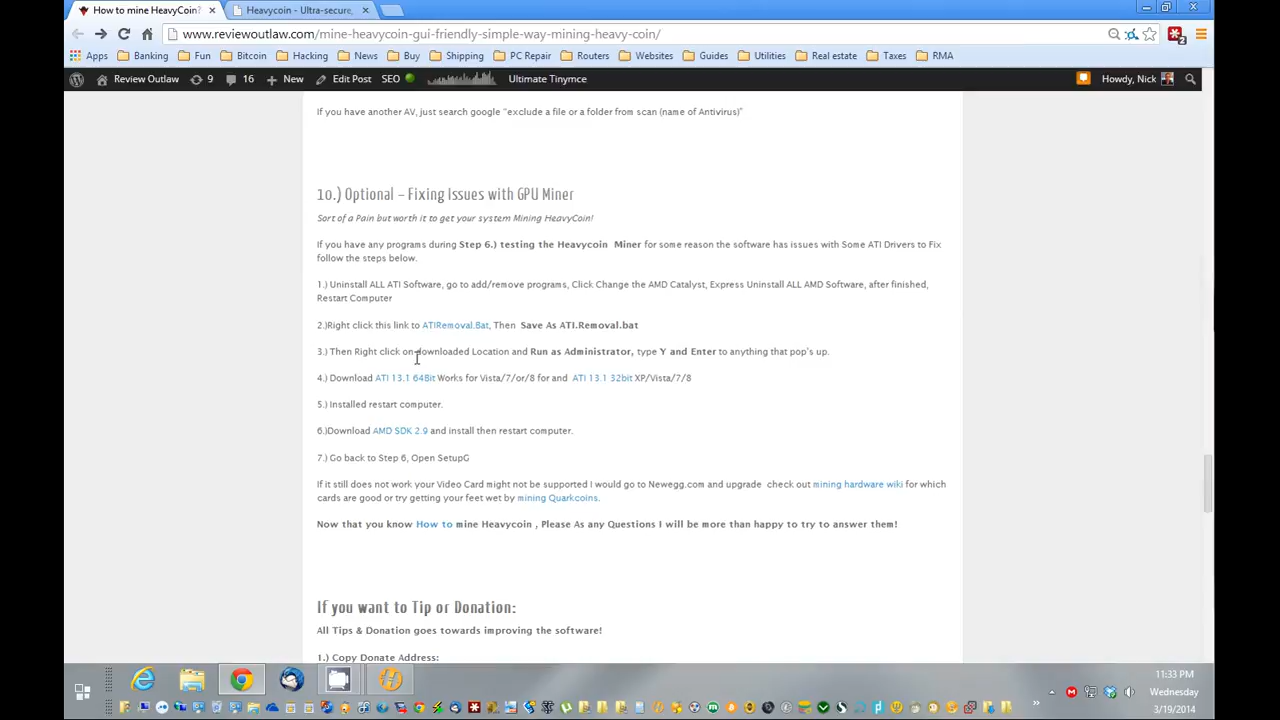 How to mine HeavyCoin?
Heavycoin - Ultra-secure,
www.reviewoutlaw.com/mine-heavycoin-gui-friendly-simple-way-mining-heavy-coin/
Apps Banking Fun Bitcoin Hacking News Buy Shipping PC Repair Routers Websites Guides Utilities Real estate Taxes RMA
Review Outlaw 9 16 New Edit Post SEO Ultimate Tinymce Howdy, Nick
If you have another AV, just search google “exclude a file or a folder from scan (name of Antivirus)”
10.) Optional – Fixing Issues with GPU Miner
Sort of a Pain but worth it to get your system Mining HeavyCoin!
If you have any programs during Step 6.) testing the Heavycoin Miner for some reason the software has issues with Some ATI Drivers to Fix
follow the steps below.
1.) Uninstall ALL ATI Software, go to add/remove programs, Click Change the AMD Catalyst, Express Uninstall ALL AMD Software, after finished,
Restart Computer
2.)Right click this link to ATIRemoval.Bat, Then Save As ATI.Removal.bat
3.) Then Right click on downloaded Location and Run as Administrator, type Y and Enter to anything that pop's up.
4.) Download ATI 13.1 64Bit Works for Vista/7/or/8 for and ATI 13.1 32bit XP/Vista/7/8
5.) Installed restart computer.
6.)Download AMD SDK 2.9 and install then restart computer.
7.) Go back to Step 6, Open SetupG
If it still does not work your Video Card might not be supported I would go to Newegg.com and upgrade check out mining hardware wiki for which
cards are good or try getting your feet wet by mining Quarkcoins.
Now that you know How to mine Heavycoin , Please As any Questions I will be more than happy to try to answer them!
If you want to Tip or Donation:
All Tips & Donation goes towards improving the software!
1.) Copy Donate Address:
11:33 PM
Wednesday
3/19/2014